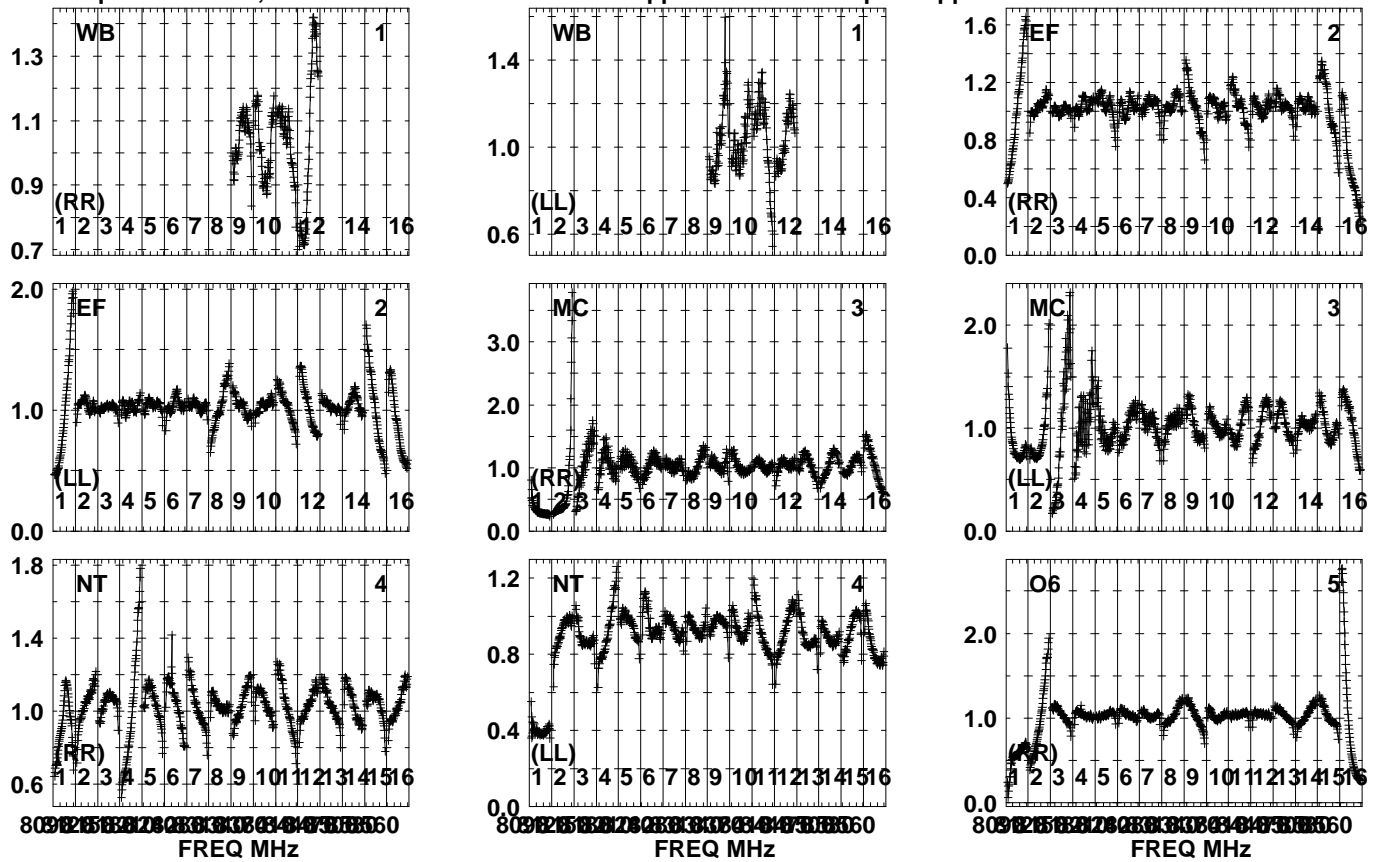 WB 1
1.3
1.1
0.9
0.7
(RR)
1 2 3 4 5 6 7 8 9 10 12 14 16
WB 1
1.4
1.0
0.6
(LL)
1 2 3 4 5 6 7 8 9 10 12 14 16
EF 2
1.6
1.2
0.8
0.4
0.0
(RR)
1 2 3 4 5 6 7 8 9 10 12 14 16
EF 2
2.0
1.0
0.0
(LL)
1 2 3 4 5 6 7 8 9 10 12 14 16
MC 3
3.0
2.0
1.0
0.0
(RR)
1 2 3 4 5 6 7 8 9 10 12 14 16
MC 3
2.0
1.0
0.0
(LL)
1 2 3 4 5 6 7 8 9 10 12 14 16
NT 4
1.8
1.4
1.0
0.6
(RR)
1 2 3 4 5 6 7 8 9 10 11 12 13 14 15 16
FREQ MHz
NT 4
1.2
0.8
0.4
0.0
(LL)
1 2 3 4 5 6 7 8 9 10 11 12 13 14 15 16
FREQ MHz
O6 5
2.0
1.0
0.0
(RR)
1 2 3 4 5 6 7 8 9 10 11 12 13 14 15 16
FREQ MHz